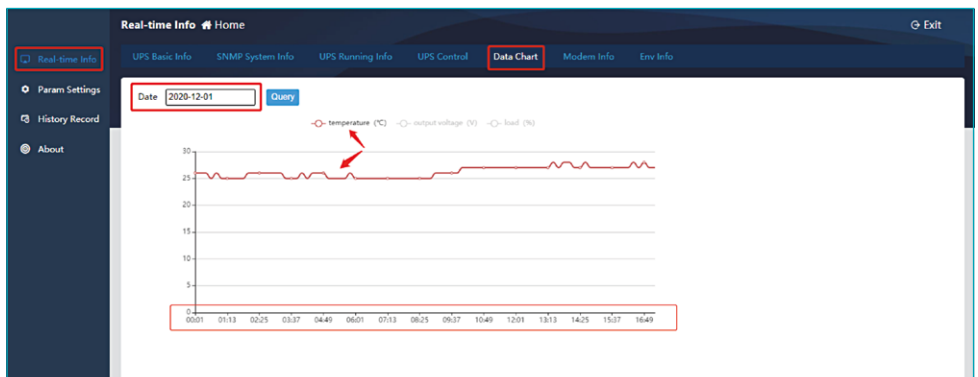 Real-time Info Home
Exit
Real-time Info
Param Settings
History Record
About
UPS Basic Info SNMP System Info UPS Running Info UPS Control Data Chart Modem Info Env Info
Date 2020-12-01 Query
temperature (°C) output voltage (V) load (%)
30
25
20
15
10
5
0
00:01 01:13 02:25 03:37 04:49 06:01 07:13 08:25 09:37 10:49 12:01 13:13 14:25 15:37 16:49